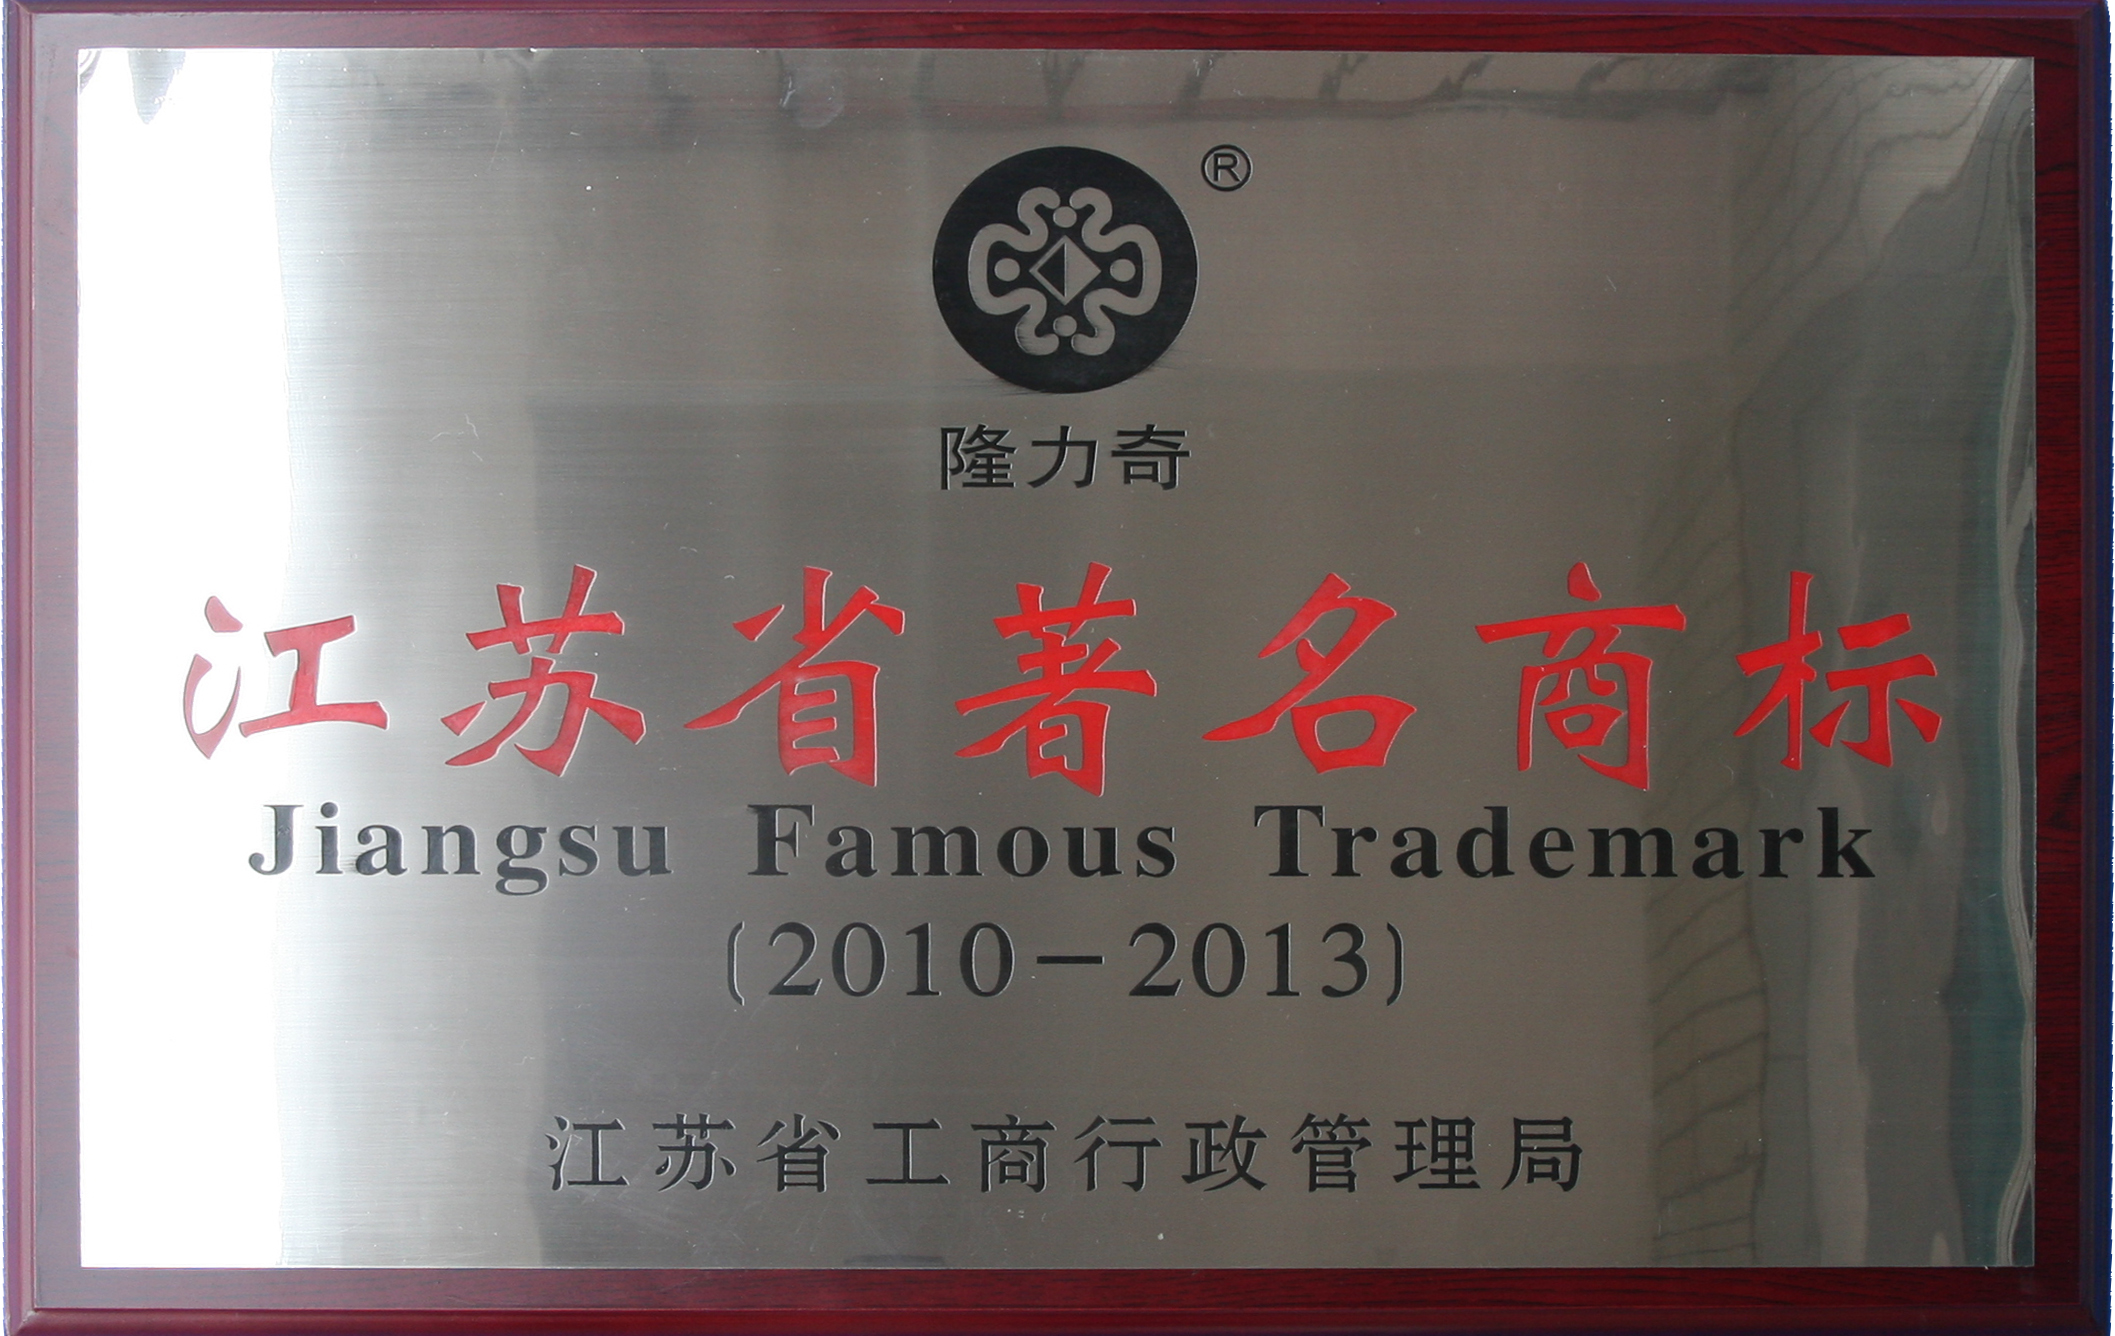 ®
隆力奇
江苏省著名商标
Jiangsu Famous Trademark
(2010-2013)
江苏省工商行政管理局